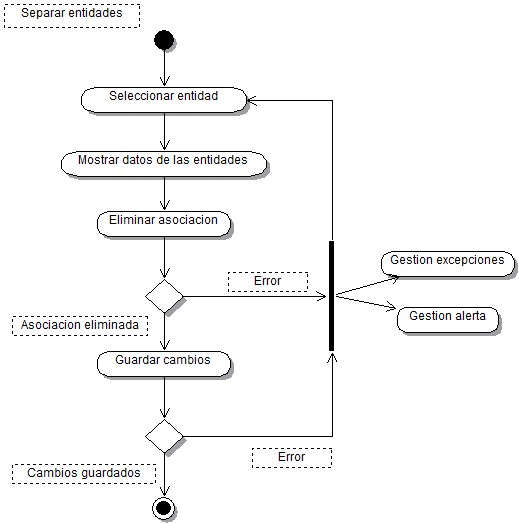 Separar entidades
Seleccionar entidad
Mostrar datos de las entidades
Eliminar asociacion
Gestion excepciones
Error
Gestion alerta
Asociacion eliminada
Guardar cambios
Error
Cambios guardados